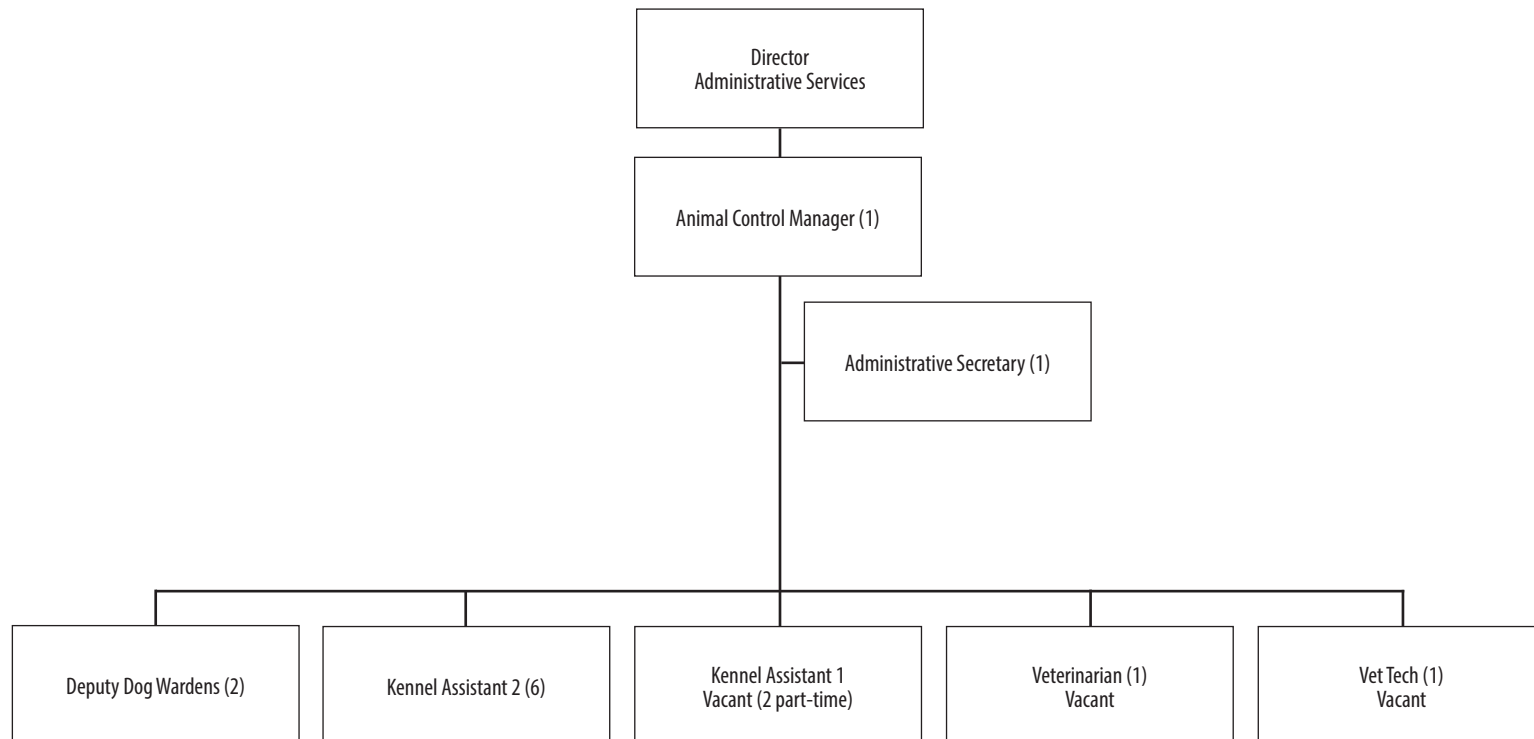 Director
Administrative Services
Animal Control Manager (1)
Administrative Secretary (1)
Deputy Dog Wardens (2)
Kennel Assistant 2 (6)
Kennel Assistant 1
Vacant (2 part-time)
Veterinarian (1)
Vacant
Vet Tech (1)
Vacant